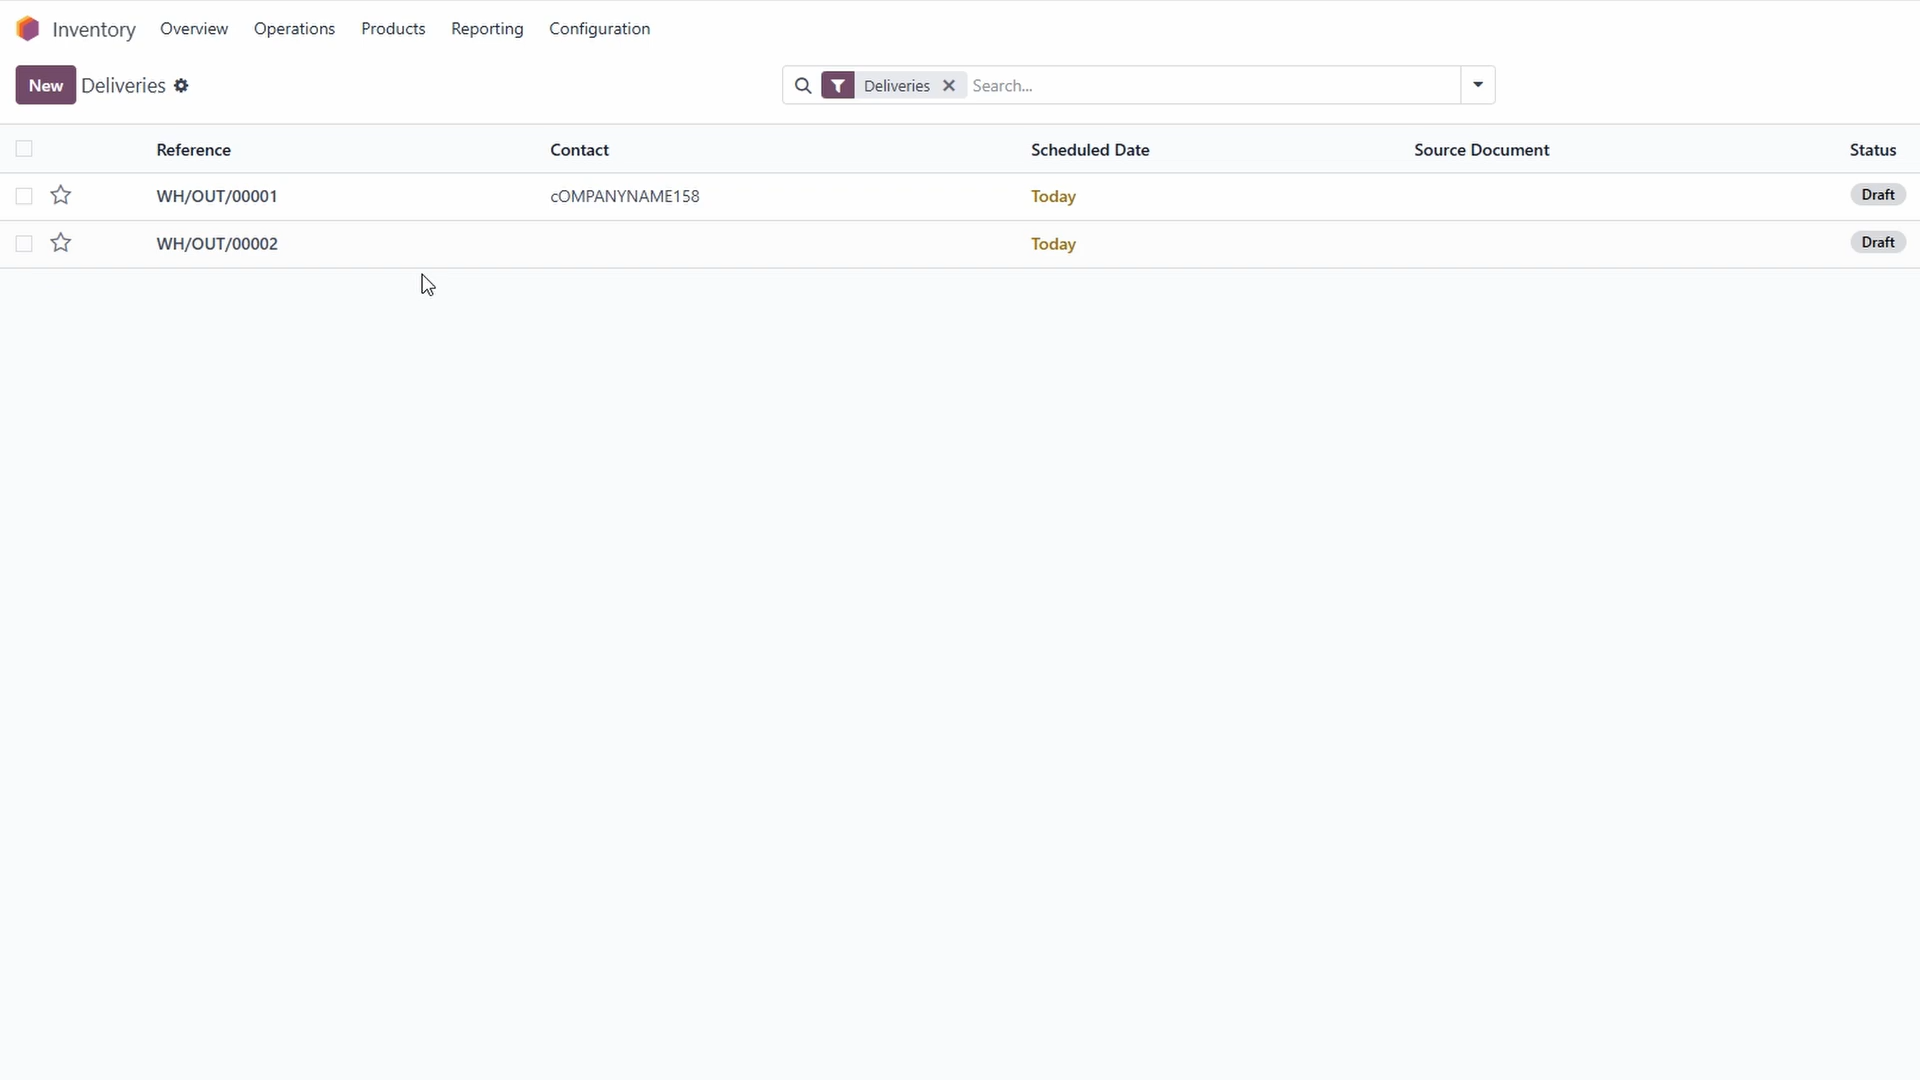 Inventory Overview Operations Products Reporting Configuration
New Deliveries Deliveries Search...
Reference Contact Scheduled Date Source Document Status
WH/OUT/00001 cOMPANYNAME158 Today Draft
WH/OUT/00002 Today Draft